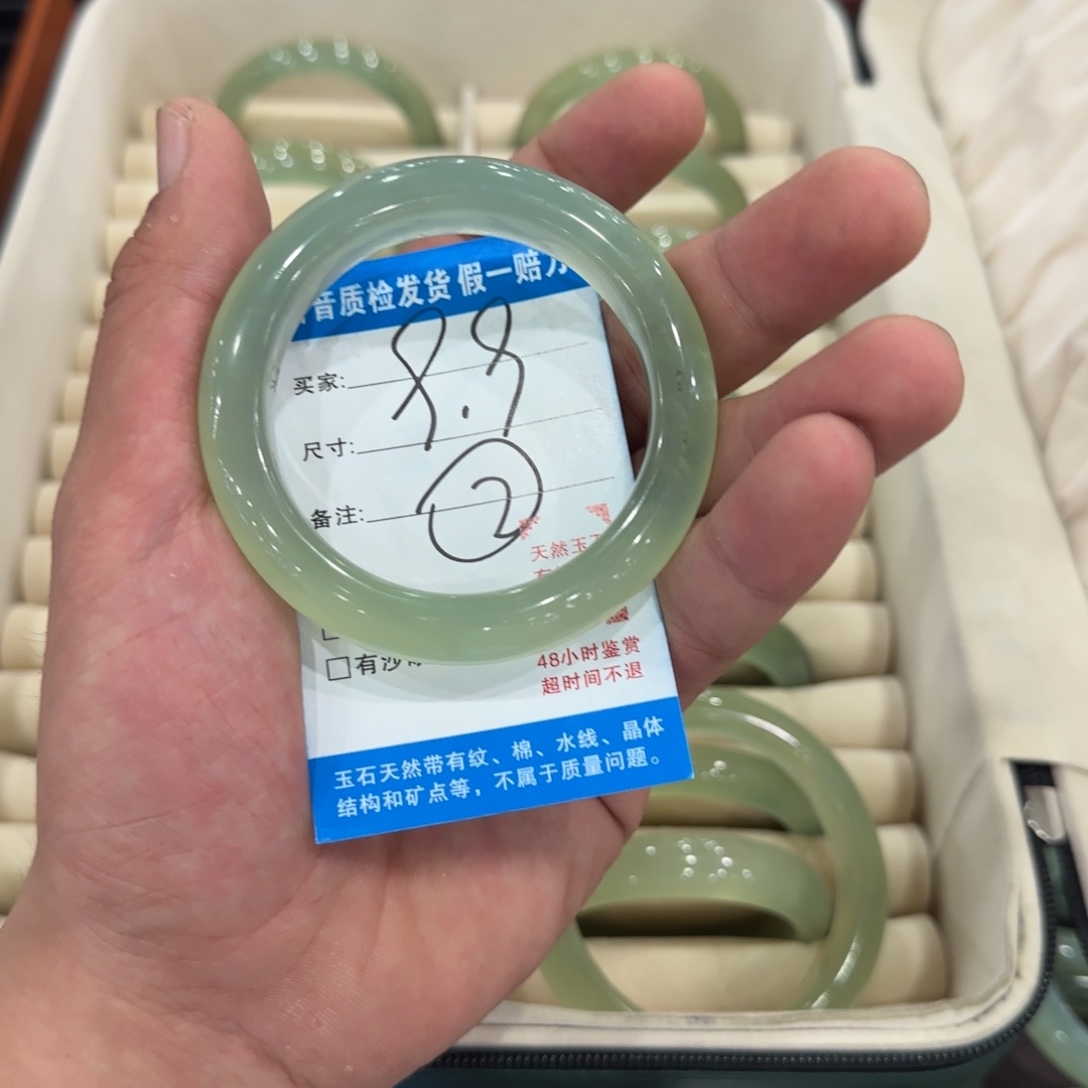 音质检发货 假一赔
买家:
8.9
尺寸:
②
备注:
天然玉
48小时鉴赏
超时间不退
有沙
玉石天然带有纹、棉、水线、晶体
结构和矿点等，不属于质量问题。